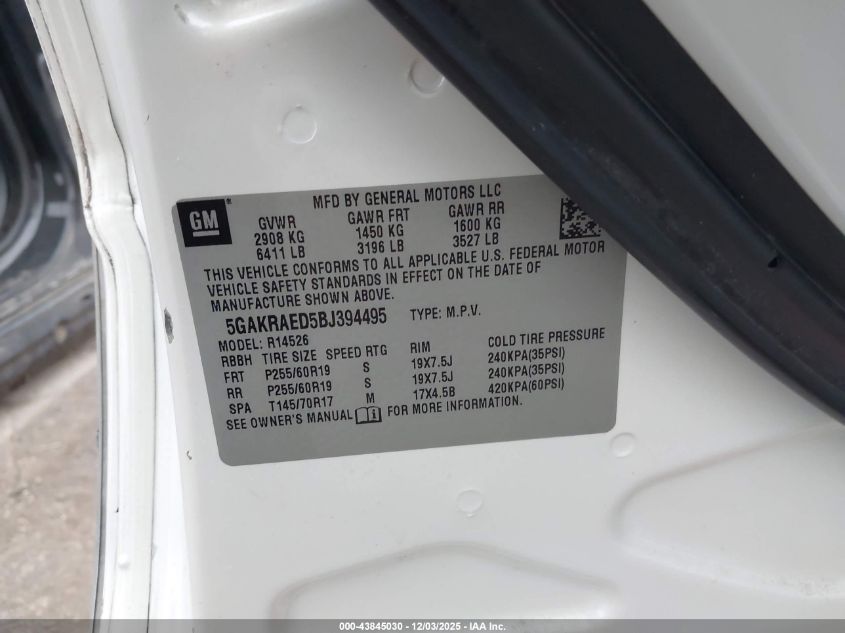 MFD BY GENERAL MOTORS LLC
GM® GVWR GAWR FRT GAWR RR
2908 KG 1450 KG 1600 KG
6411 LB 3196 LB 3527 LB
THIS VEHICLE CONFORMS TO ALL APPLICABLE U.S. FEDERAL MOTOR
VEHICLE SAFETY STANDARDS IN EFFECT ON THE DATE OF
MANUFACTURE SHOWN ABOVE.
5GAKRAED5BJ394495 TYPE: M.P.V.
MODEL: R14526
RBBH TIRE SIZE SPEED RTG RIM COLD TIRE PRESSURE
FRT P255/60R19 S 19X7.5J 240KPA(35PSI)
RR P255/60R19 S 19X7.5J 240KPA(35PSI)
SPA T145/70R17 M 17X4.5B 420KPA(60PSI)
SEE OWNER'S MANUAL FOR MORE INFORMATION.
000-43845030 - 12/03/2025 - IAA Inc.